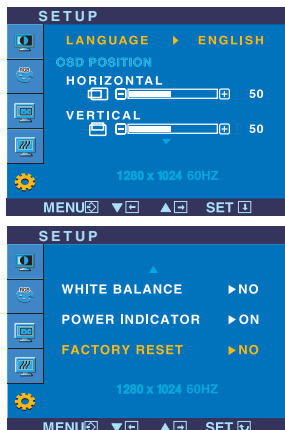 SETUP
LANGUAGE ENGLISH
OSD POSITION
HORIZONTAL
50
VERTICAL
50
1280 x 1024 60HZ
MENU SET
SETUP
WHITE BALANCE NO
POWER INDICATOR ON
FACTORY RESET NO
1280 x 1024 60HZ
MENU SET